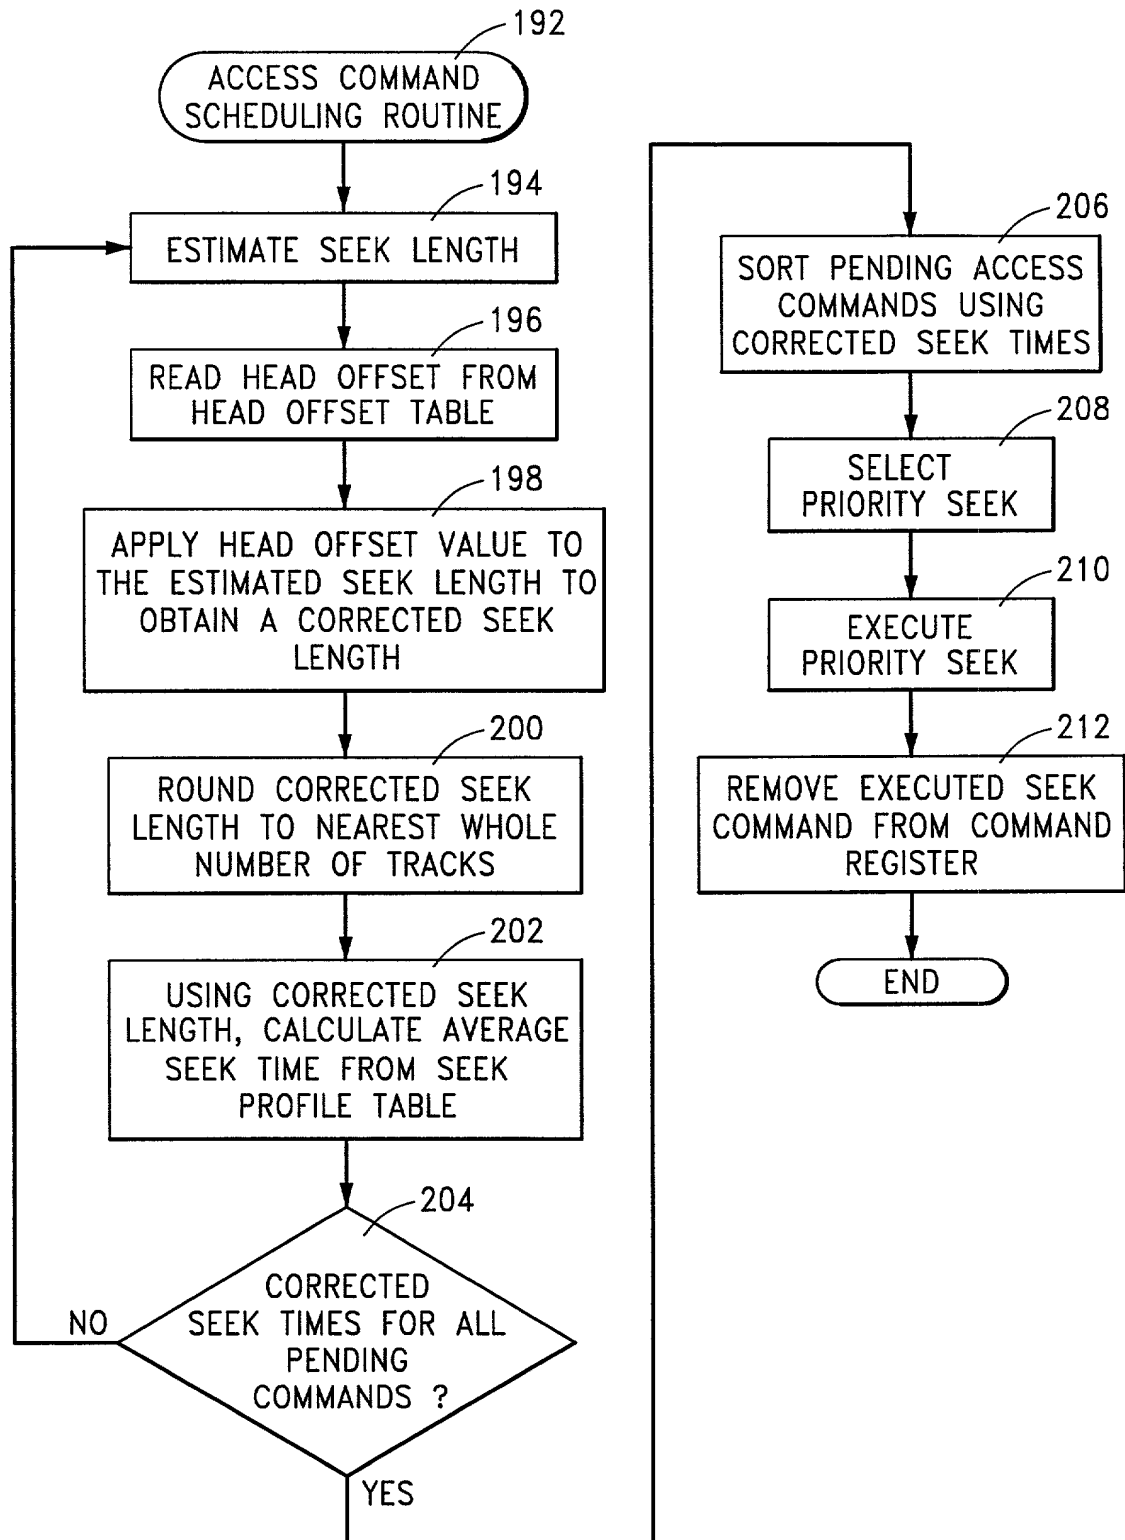 192
ACCESS COMMAND
SCHEDULING ROUTINE
194
ESTIMATE SEEK LENGTH
196
READ HEAD OFFSET FROM
HEAD OFFSET TABLE
198
APPLY HEAD OFFSET VALUE TO
THE ESTIMATED SEEK LENGTH TO
OBTAIN A CORRECTED SEEK
LENGTH
200
ROUND CORRECTED SEEK
LENGTH TO NEAREST WHOLE
NUMBER OF TRACKS
202
USING CORRECTED SEEK
LENGTH, CALCULATE AVERAGE
SEEK TIME FROM SEEK
PROFILE TABLE
204
CORRECTED
SEEK TIMES FOR ALL
PENDING
COMMANDS ?
NO
YES
206
SORT PENDING ACCESS
COMMANDS USING
CORRECTED SEEK TIMES
208
SELECT
PRIORITY SEEK
210
EXECUTE
PRIORITY SEEK
212
REMOVE EXECUTED SEEK
COMMAND FROM COMMAND
REGISTER
END